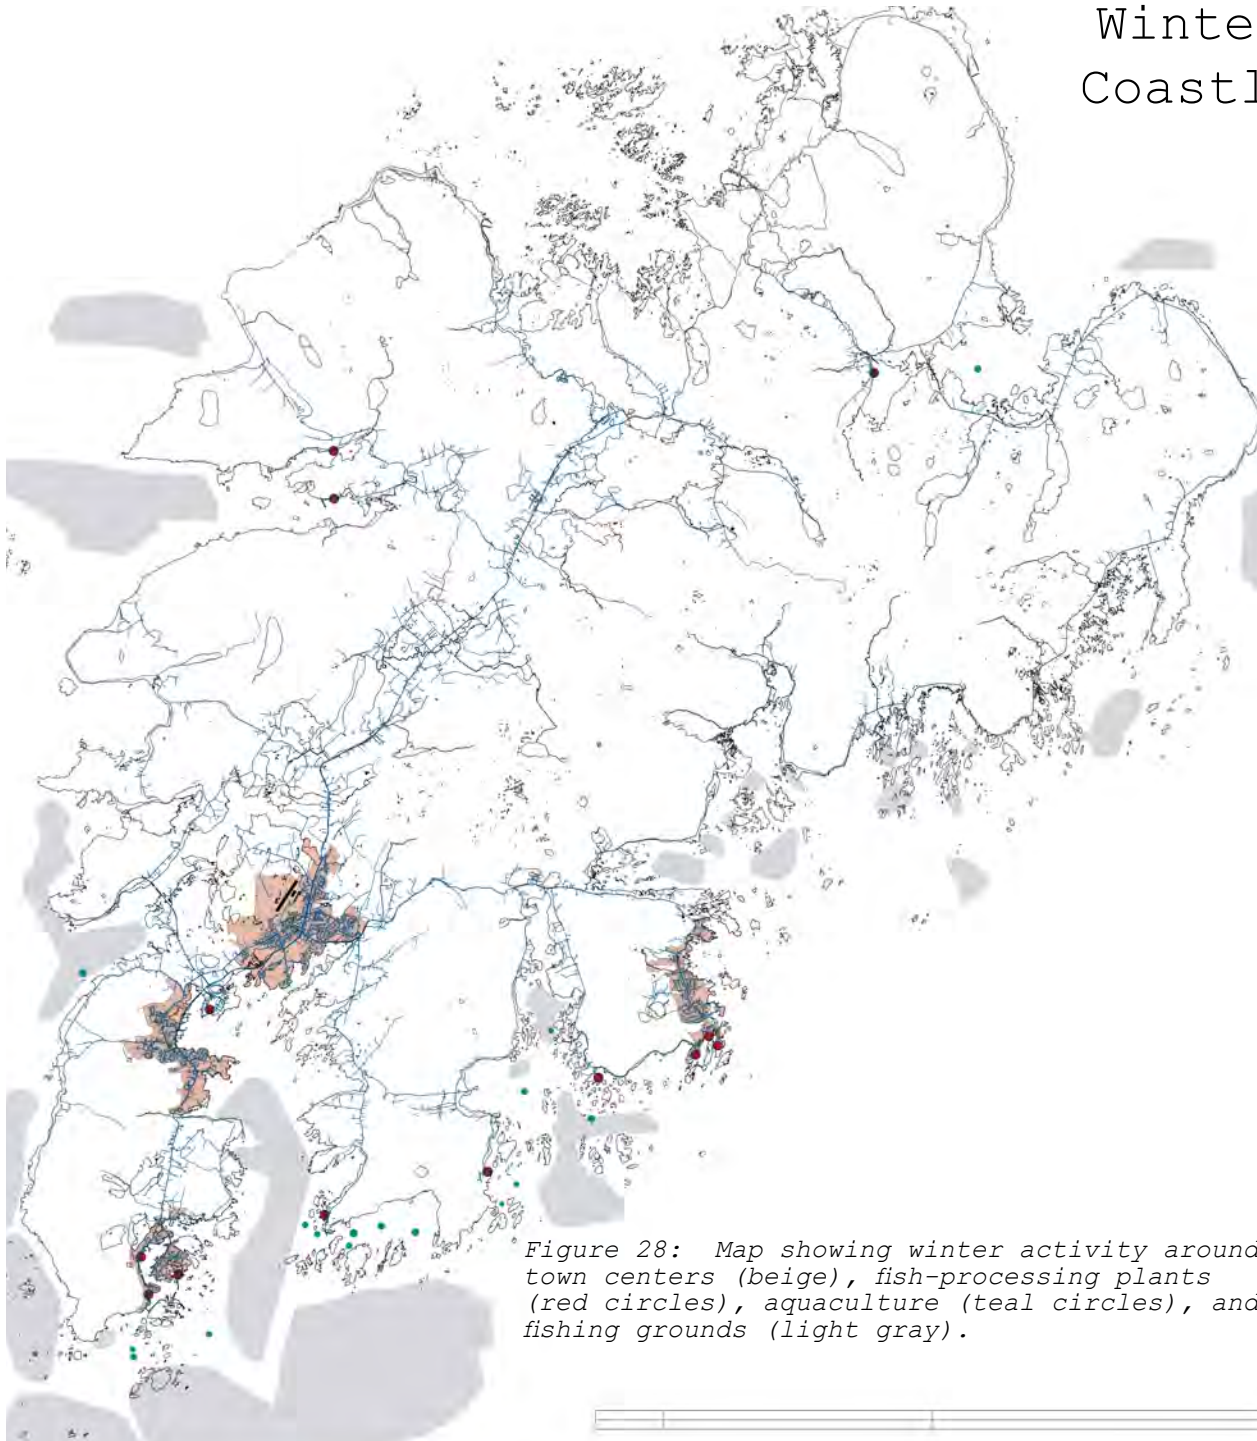 Winte
Coastl
Figure 28: Map showing winter activity around
town centers (beige), fish-processing plants
(red circles), aquaculture (teal circles), and
fishing grounds (light gray).